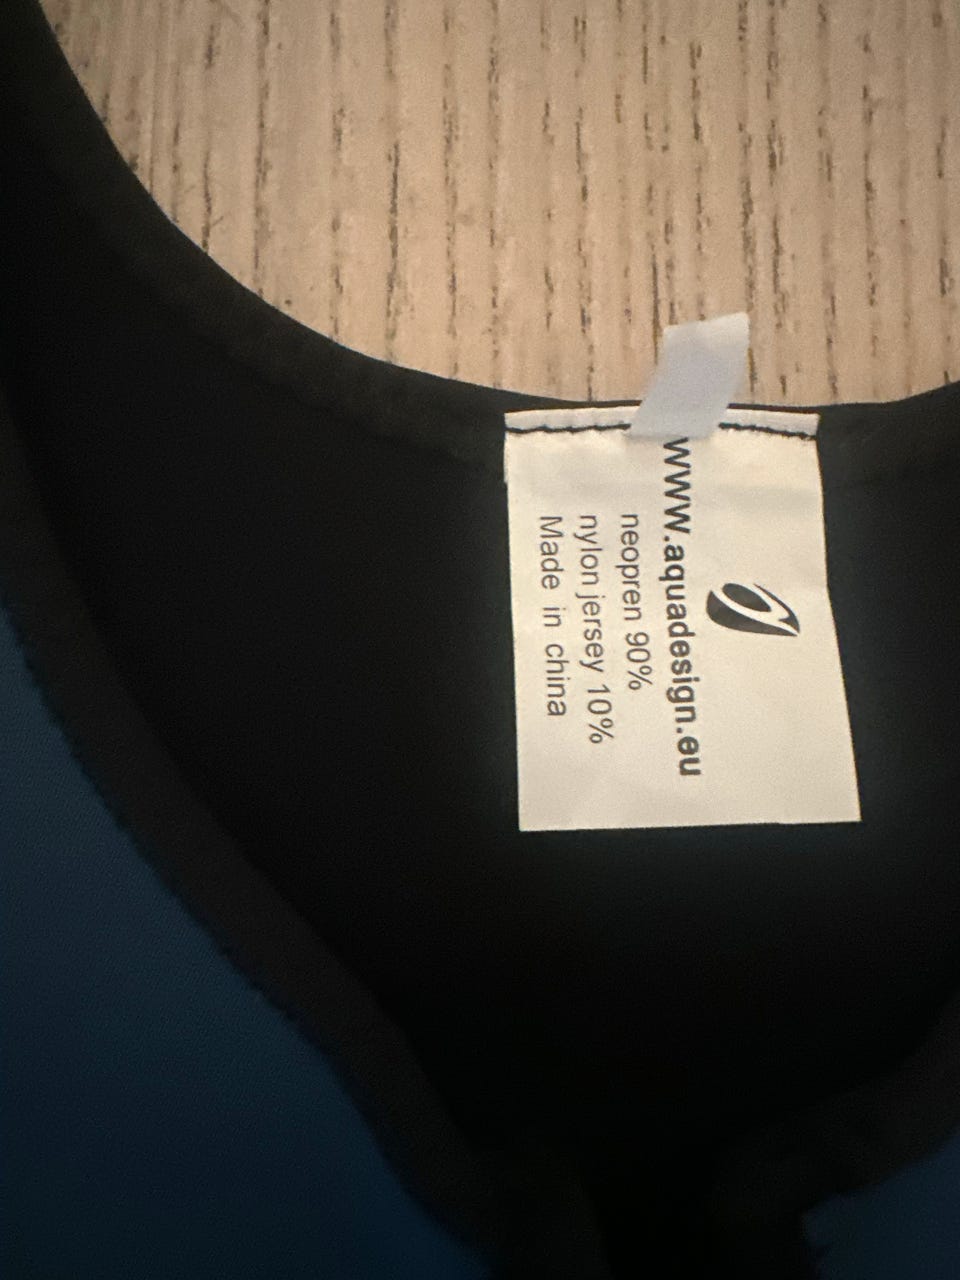 www.aquadesign.eu
neopren 90%
nylon jersey 10%
Made in china